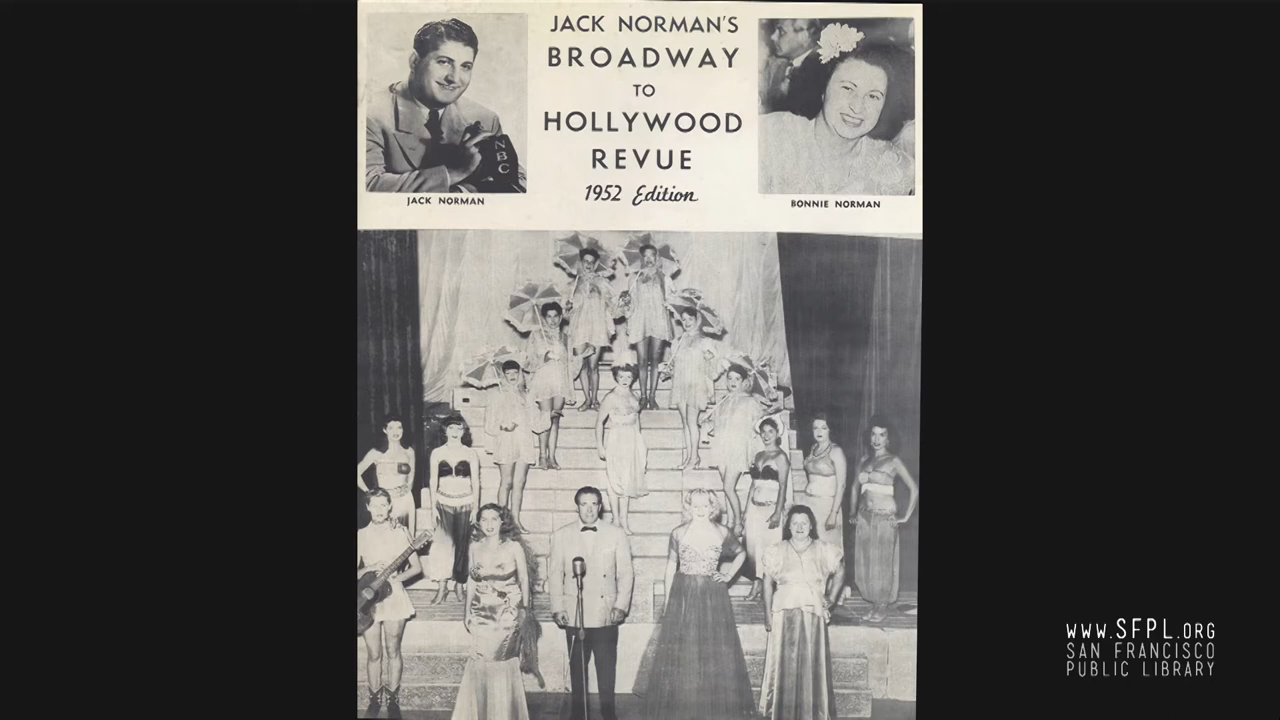 JACK NORMAN'S
BROADWAY
TO
HOLLYWOOD
REVUE
1952 Edition
NBC
JACK NORMAN
BONNIE NORMAN
WWW.SFPL.ORG
SAN FRANCISCO
PUBLIC LIBRARY